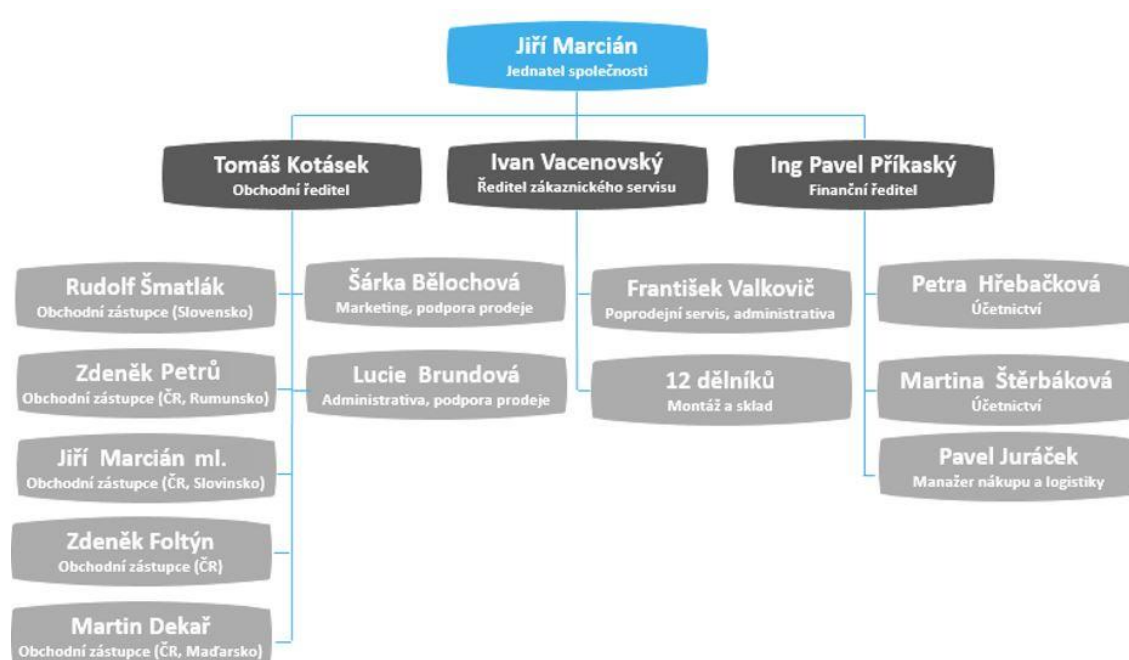 Jiří Marcián
Jednatel společnosti
Tomáš Kotásek
Obchodní ředitel
Ivan Vacenovský
Ředitel zákaznického servisu
Ing Pavel Příkaský
Finanční ředitel
Rudolf Šmatlák
Obchodní zástupce (Slovensko)
Šárka Bělochová
Marketing, podpora prodeje
František Valkovič
Poprodejní servis, administrativa
Petra Hřebačková
Účetnictví
Zdeněk Petrů
Obchodní zástupce (ČR, Rumunsko)
Lucie Brundová
Administrativa, podpora prodeje
12 dělníků
Montáž a sklad
Martina Štěrbáková
Účetnictví
Jiří Marcián ml.
Obchodní zástupce (ČR, Slovinsko)
Pavel Juráček
Manažer nákupu a logistiky
Zdeněk Foltýn
Obchodní zástupce (ČR)
Martin Dekař
Obchodní zástupce (ČR, Maďarsko)